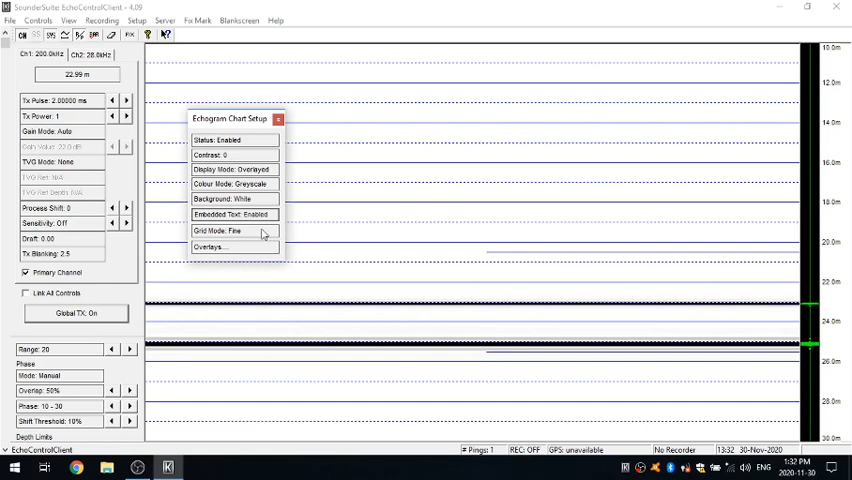 SounderSuite EchoControlClient - 4.09
File Controls View Recording Setup Server Fix Mark Blankscreen Help
FIX
Ch1: 200.0kHz Ch2: 28.0kHz
22.99 m
Tx Pulse: 2.00000 ms
Tx Power: 1
Gain Mode: Auto
Gain Value: 22.0 dB
TVG Mode: None
TVG Ref: N/A
TVG Ref Depth: N/A
Process Shift: 0
Sensitivity: Off
Draft: 0.00
Tx Blanking: 2.5
Primary Channel
Link All Controls
Global TX: On
Range: 20
Phase
Mode: Manual
Overlap: 50%
Phase: 10 - 30
Shift Threshold: 10%
Depth Limits
Echogram Chart Setup
Status: Enabled
Contrast: 0
Display Mode: Overlayed
Colour Mode: Greyscale
Background: White
Embedded Text: Enabled
Grid Mode: Fine
Overlays....
10.0m
12.0m
14.0m
16.0m
18.0m
20.0m
22.0m
24.0m
26.0m
28.0m
30.0m
EchoControlClient
# Pings: 1 REC: OFF GPS: unavailable No Recorder 13:32 30-Nov-2020
ENG
1:32 PM
2020-11-30